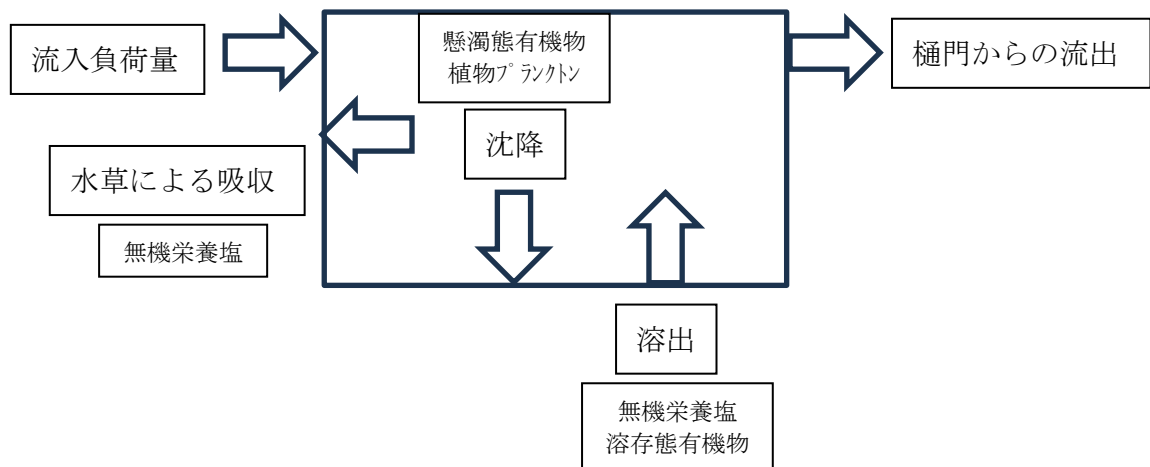 流入負荷量
懸濁態有機物
植物ﾌﾟﾗﾝｸﾄﾝ
樋門からの流出
沈降
水草による吸収
無機栄養塩
溶出
無機栄養塩
溶存態有機物